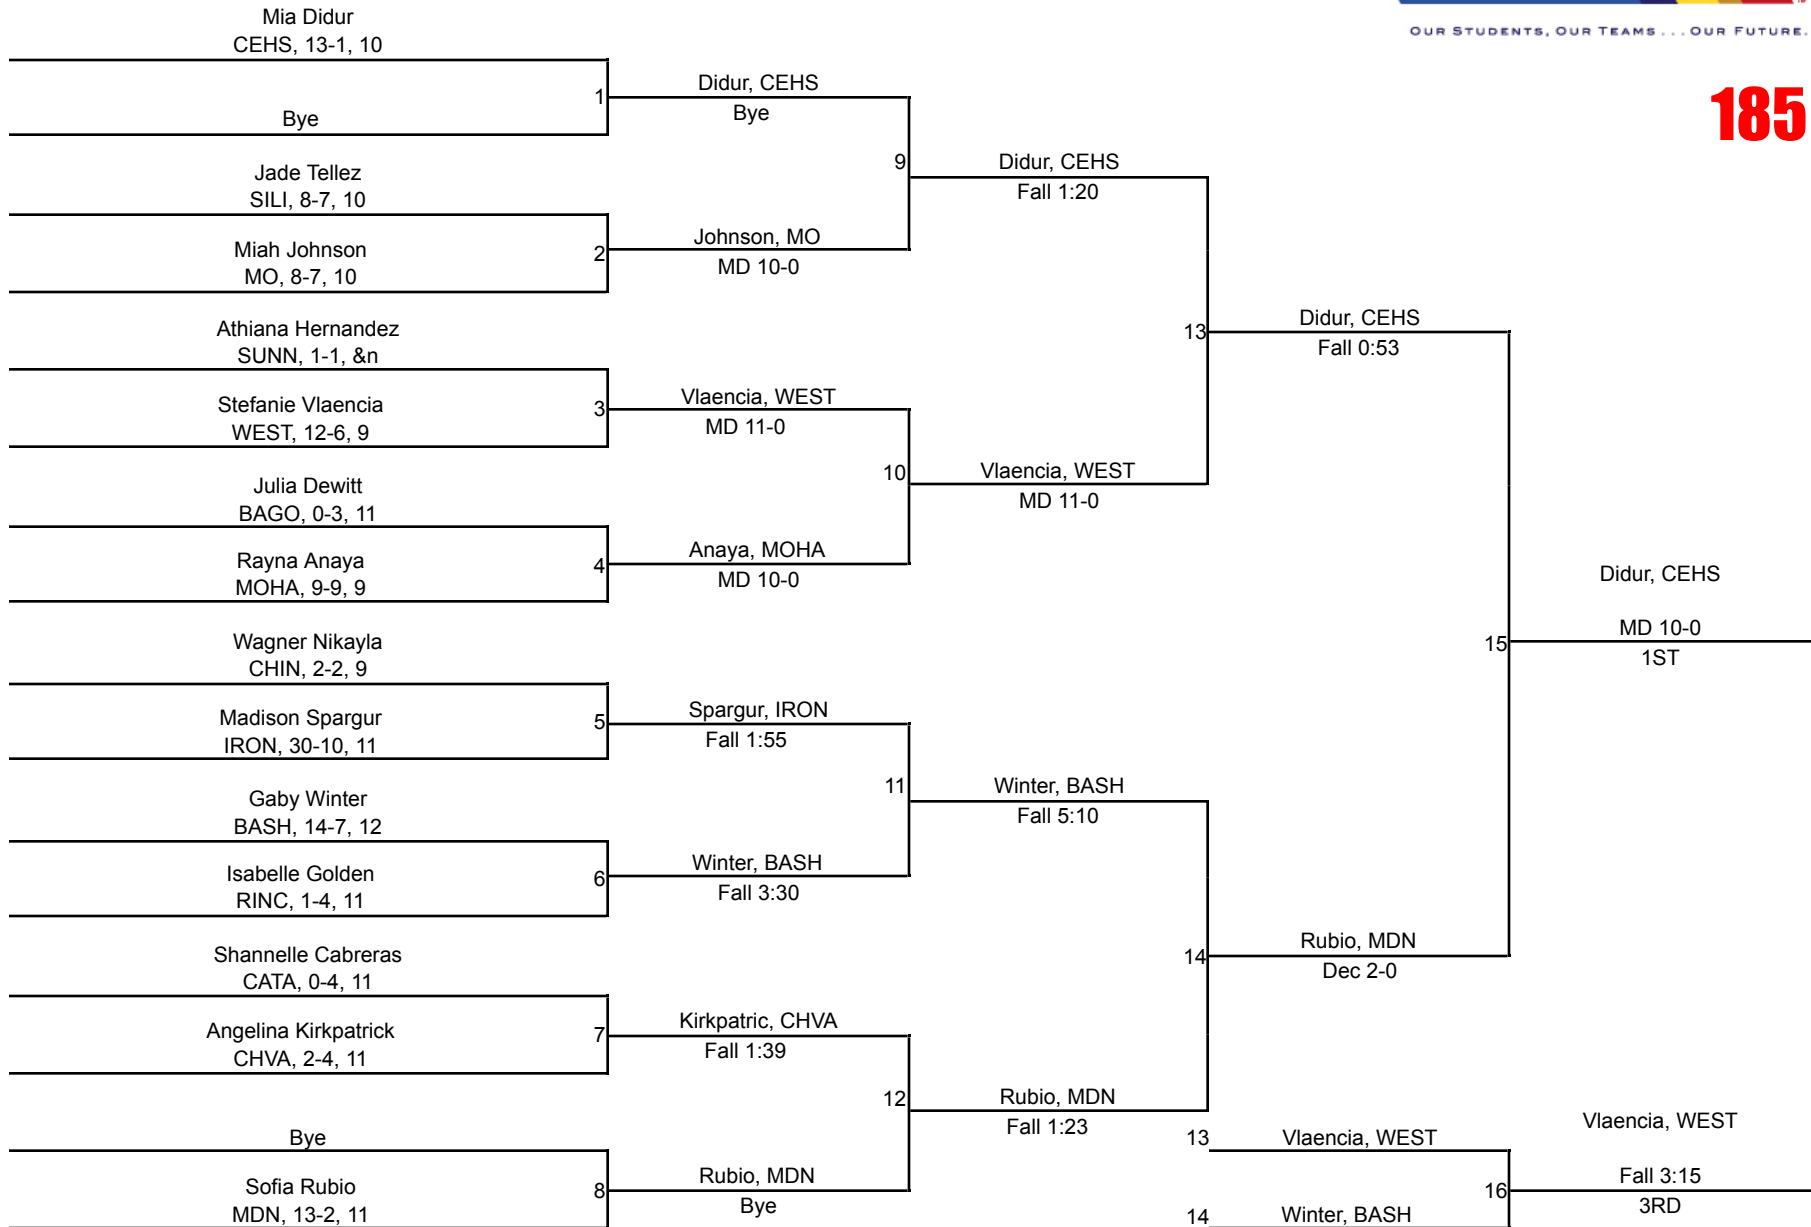 OUR STUDENTS, OUR TEAMS . . . OUR FUTURE.
185
Mia Didur
CEHS, 13-1, 10
Bye
Jade Tellez
SILI, 8-7, 10
Miah Johnson
MO, 8-7, 10
Athiana Hernandez
SUNN, 1-1, &n
Stefanie Vlaencia
WEST, 12-6, 9
Julia Dewitt
BAGO, 0-3, 11
Rayna Anaya
MOHA, 9-9, 9
Wagner Nikayla
CHIN, 2-2, 9
Madison Spargur
IRON, 30-10, 11
Gaby Winter
BASH, 14-7, 12
Isabelle Golden
RINC, 1-4, 11
Shannelle Cabreras
CATA, 0-4, 11
Angelina Kirkpatrick
CHVA, 2-4, 11
Bye
Sofia Rubio
MDN, 13-2, 11
1
Didur, CEHS
Bye
2
Johnson, MO
MD 10-0
3
Vlaencia, WEST
MD 11-0
4
Anaya, MOHA
MD 10-0
5
Spargur, IRON
Fall 1:55
6
Winter, BASH
Fall 3:30
7
Kirkpatric, CHVA
Fall 1:39
8
Rubio, MDN
Bye
9
Didur, CEHS
Fall 1:20
10
Vlaencia, WEST
MD 11-0
11
Winter, BASH
Fall 5:10
12
Rubio, MDN
Fall 1:23
13
Didur, CEHS
Fall 0:53
14
Rubio, MDN
Dec 2-0
15
Didur, CEHS
MD 10-0
1ST
13
Vlaencia, WEST
14
Winter, BASH
16
Vlaencia, WEST
Fall 3:15
3RD